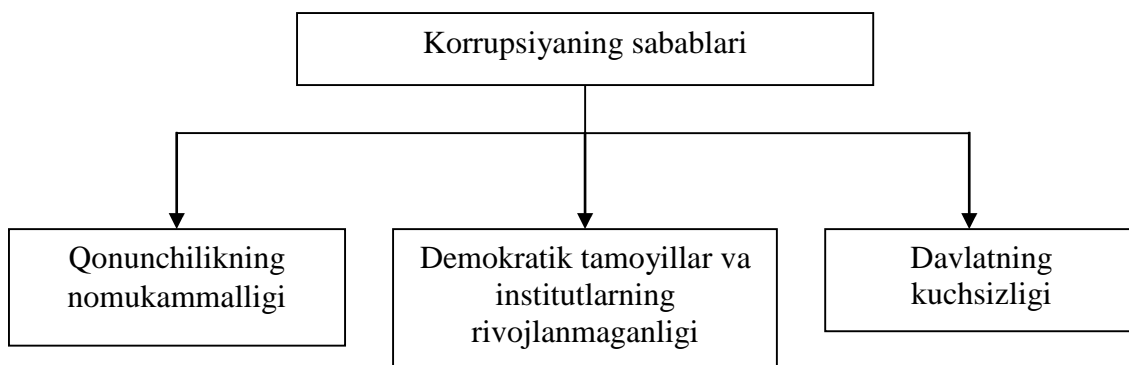 Korrupsiyaning sabablari
Qonunchilikning
nomukammalligi
Demokratik tamoyillar va
institutlarning
rivojlanmaganligi
Davlatning
kuchsizligi